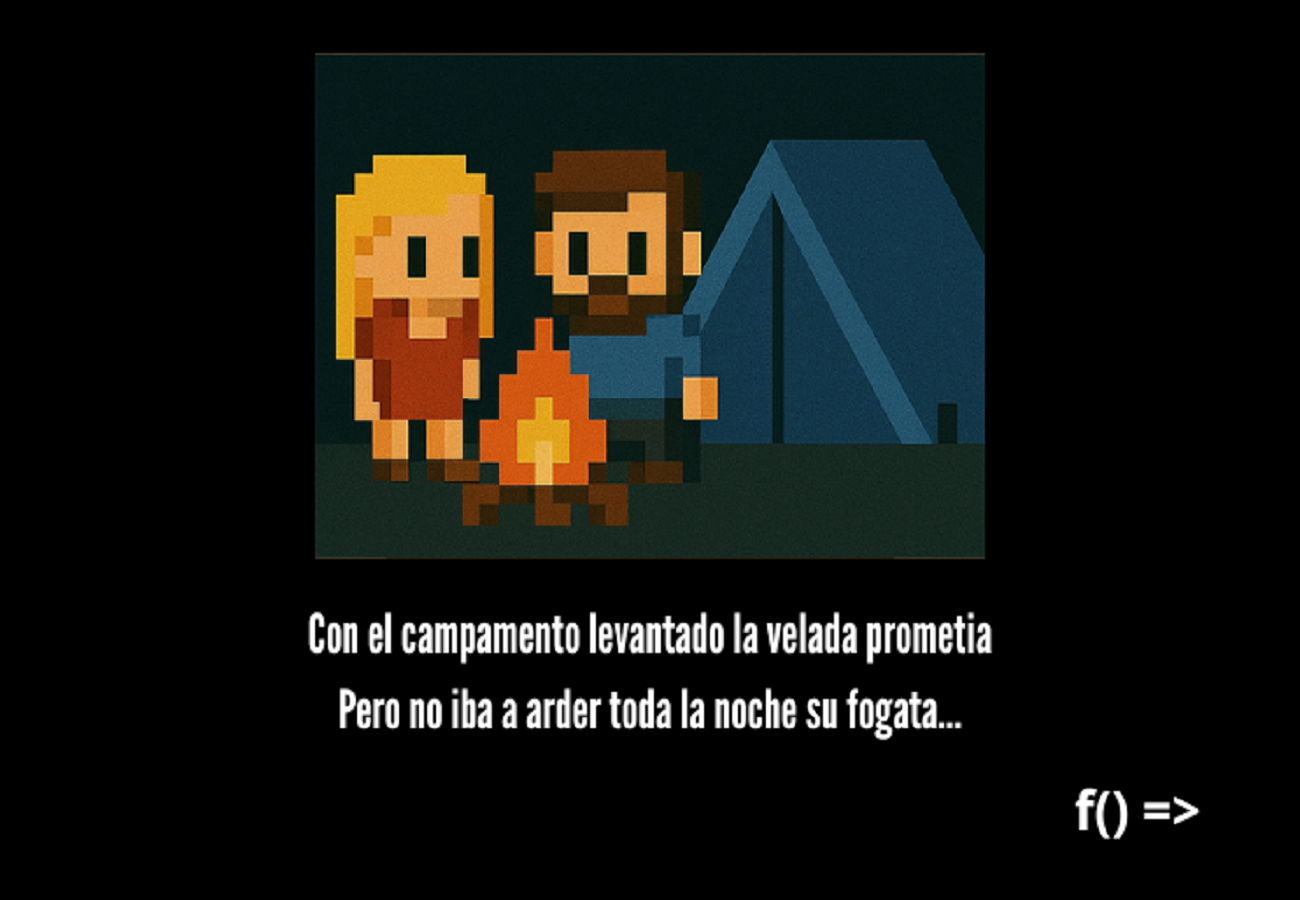 Con el campamento levantado la velada prometia
Pero no iba a arder toda la noche su fogata...
f() =>